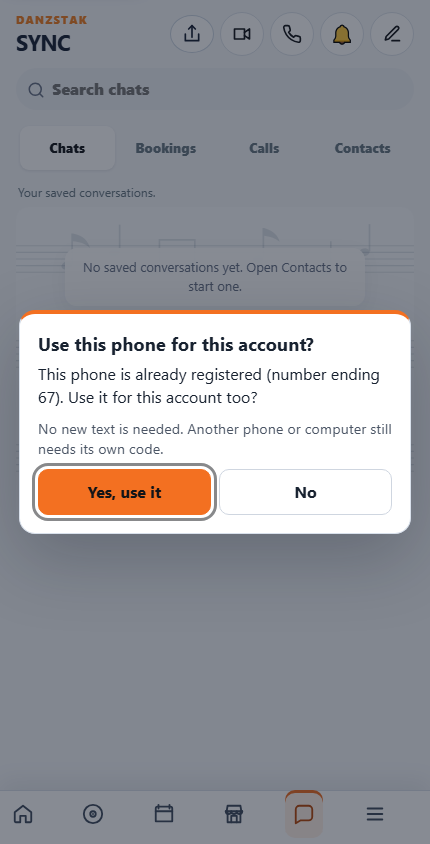 DANZSTAK
SYNC
Search chats
Chats
Bookings
Calls
Contacts
Your saved conversations.
No saved conversations yet. Open Contacts to
start one.
Use this phone for this account?
This phone is already registered (number ending
67). Use it for this account too?
No new text is needed. Another phone or computer still
needs its own code.
Yes, use it
No